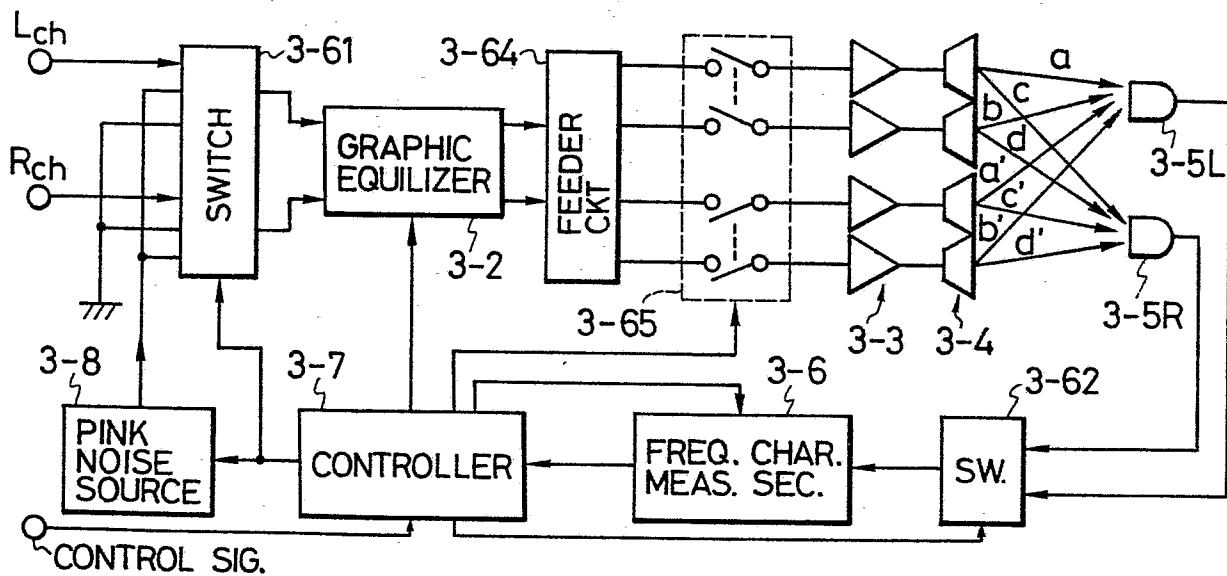 Lch
3-61
3-64
SWITCH
GRAPHIC
EQUILIZER
3-2
FEEDER
CKT
3-65
3-3
3-4
a
c
b
d
a'
c'
b'
d'
3-5L
3-5R
Rch
3-8
PINK
NOISE
SOURCE
3-7
CONTROLLER
3-6
FREQ. CHAR.
MEAS. SEC.
3-62
SW.
CONTROL SIG.